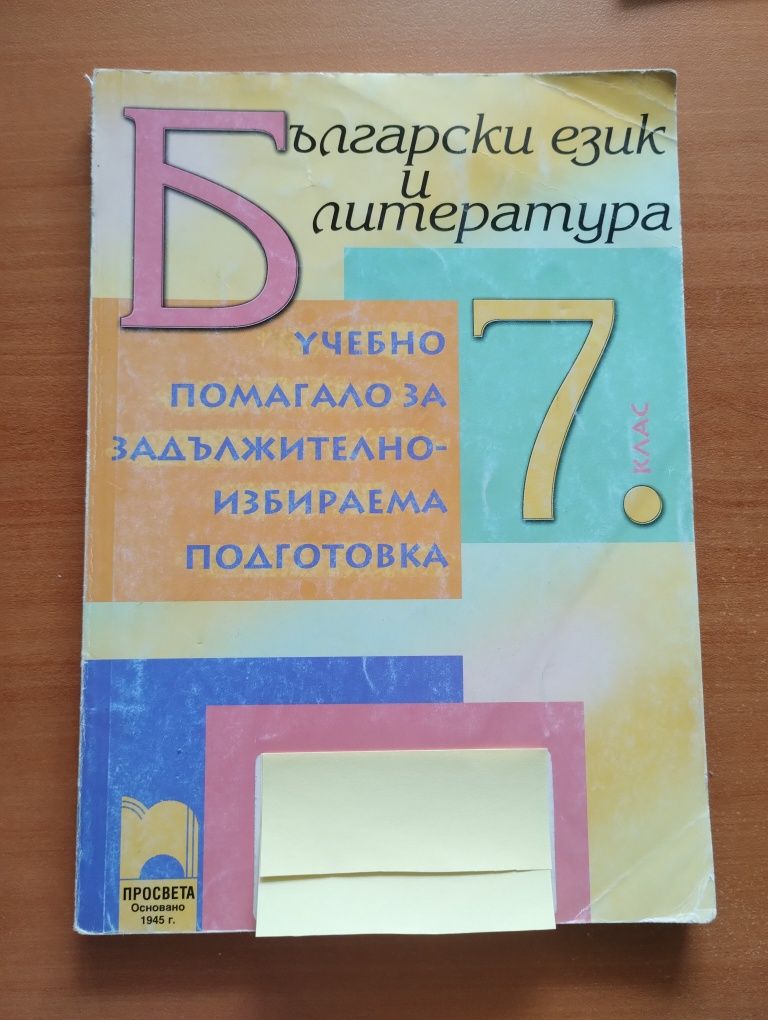 Български език
и
литература
7.
КЛАС
УЧЕБНО
ПОМАГАЛО ЗА
ЗАДЪЛЖИТЕЛНО-
ИЗБИРАЕМА
ПОДГОТОВКА
ПРОСВЕТА
Основано
1945 г.